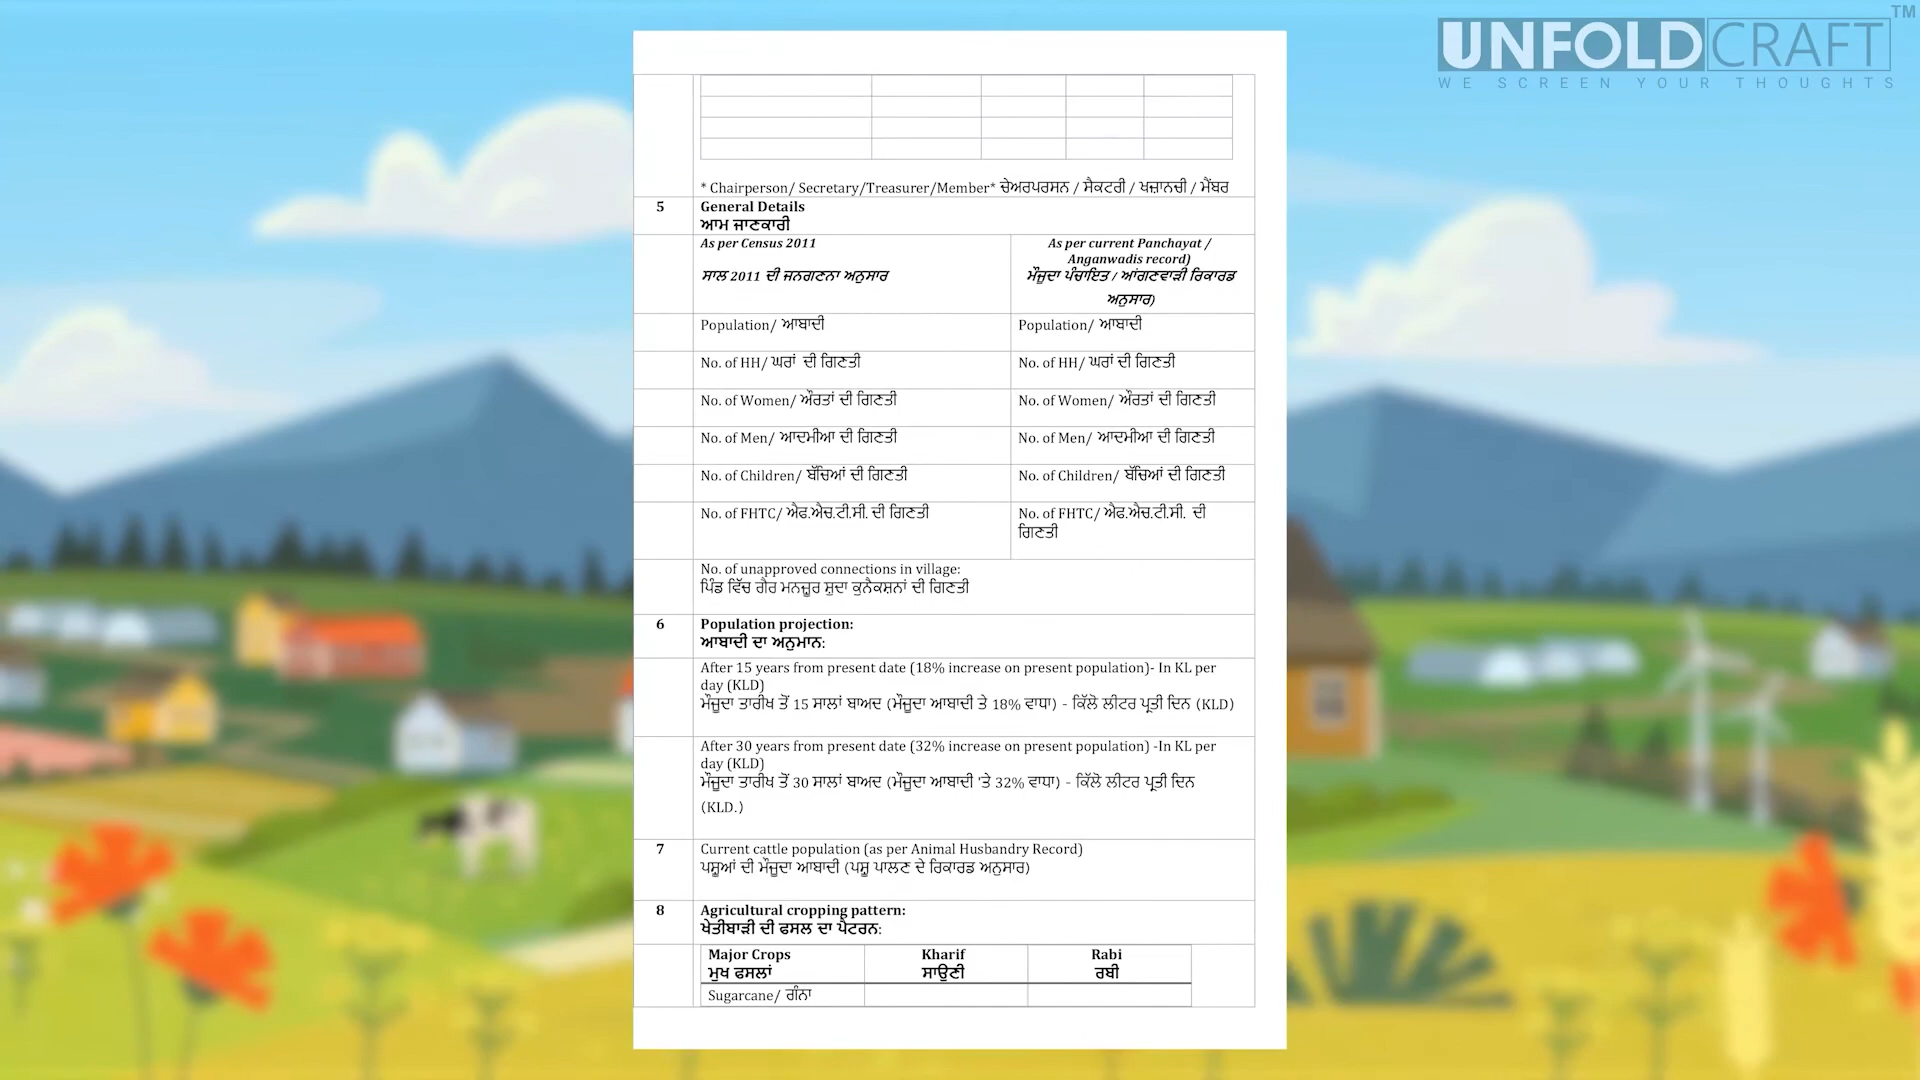 UNFOLDCRAFT TM
WE SCREEN YOUR THOUGHTS
* Chairperson/ Secretary/Treasurer/Member* ਚੇਅਰਪਰਸਨ / ਸੈਕਟਰੀ / ਖਜ਼ਾਨਚੀ / ਮੈਂਬਰ
5 General Details
ਆਮ ਜਾਣਕਾਰੀ
As per Census 2011
ਸਾਲ 2011 ਦੀ ਜਨਗਣਨਾ ਅਨੁਸਾਰ
As per current Panchayat /
Anganwadis record)
ਮੌਜੂਦਾ ਪੰਚਾਇਤ / ਆਂਗਣਵਾੜੀ ਰਿਕਾਰਡ
ਅਨੁਸਾਰ)
Population/ ਆਬਾਦੀ
Population/ ਆਬਾਦੀ
No. of HH/ ਘਰਾਂ ਦੀ ਗਿਣਤੀ
No. of HH/ ਘਰਾਂ ਦੀ ਗਿਣਤੀ
No. of Women/ ਔਰਤਾਂ ਦੀ ਗਿਣਤੀ
No. of Women/ ਔਰਤਾਂ ਦੀ ਗਿਣਤੀ
No. of Men/ ਆਦਮੀਆ ਦੀ ਗਿਣਤੀ
No. of Men/ ਆਦਮੀਆ ਦੀ ਗਿਣਤੀ
No. of Children/ ਬੱਚਿਆਂ ਦੀ ਗਿਣਤੀ
No. of Children/ ਬੱਚਿਆਂ ਦੀ ਗਿਣਤੀ
No. of FHTC/ ਐਫ.ਐਚ.ਟੀ.ਸੀ. ਦੀ ਗਿਣਤੀ
No. of FHTC/ ਐਫ.ਐਚ.ਟੀ.ਸੀ. ਦੀ
ਗਿਣਤੀ
No. of unapproved connections in village:
ਪਿੰਡ ਵਿੱਚ ਗੈਰ ਮਨਜ਼ੂਰ ਸ਼ੁਦਾ ਕੁਨੈਕਸ਼ਨਾਂ ਦੀ ਗਿਣਤੀ
6 Population projection:
ਆਬਾਦੀ ਦਾ ਅਨੁਮਾਨ:
After 15 years from present date (18% increase on present population)- In KL per
day (KLD)
ਮੌਜੂਦਾ ਤਾਰੀਖ ਤੋਂ 15 ਸਾਲਾਂ ਬਾਅਦ (ਮੌਜੂਦਾ ਆਬਾਦੀ ਤੇ 18% ਵਾਧਾ) - ਕਿੱਲੋ ਲੀਟਰ ਪ੍ਰਤੀ ਦਿਨ (KLD)
After 30 years from present date (32% increase on present population) -In KL per
day (KLD)
ਮੌਜੂਦਾ ਤਾਰੀਖ ਤੋਂ 30 ਸਾਲਾਂ ਬਾਅਦ (ਮੌਜੂਦਾ ਆਬਾਦੀ 'ਤੇ 32% ਵਾਧਾ) - ਕਿੱਲੋ ਲੀਟਰ ਪ੍ਰਤੀ ਦਿਨ
(KLD.)
7 Current cattle population (as per Animal Husbandry Record)
ਪਸ਼ੂਆਂ ਦੀ ਮੌਜੂਦਾ ਆਬਾਦੀ (ਪਸ਼ੂ ਪਾਲਣ ਦੇ ਰਿਕਾਰਡ ਅਨੁਸਾਰ)
8 Agricultural cropping pattern:
ਖੇਤੀਬਾੜੀ ਦੀ ਫਸਲ ਦਾ ਪੈਟਰਨ:
Major Crops Kharif Rabi
ਮੁਖ ਫਸਲਾਂ ਸਾਉਣੀ ਰਬੀ
Sugarcane/ ਗੰਨਾ